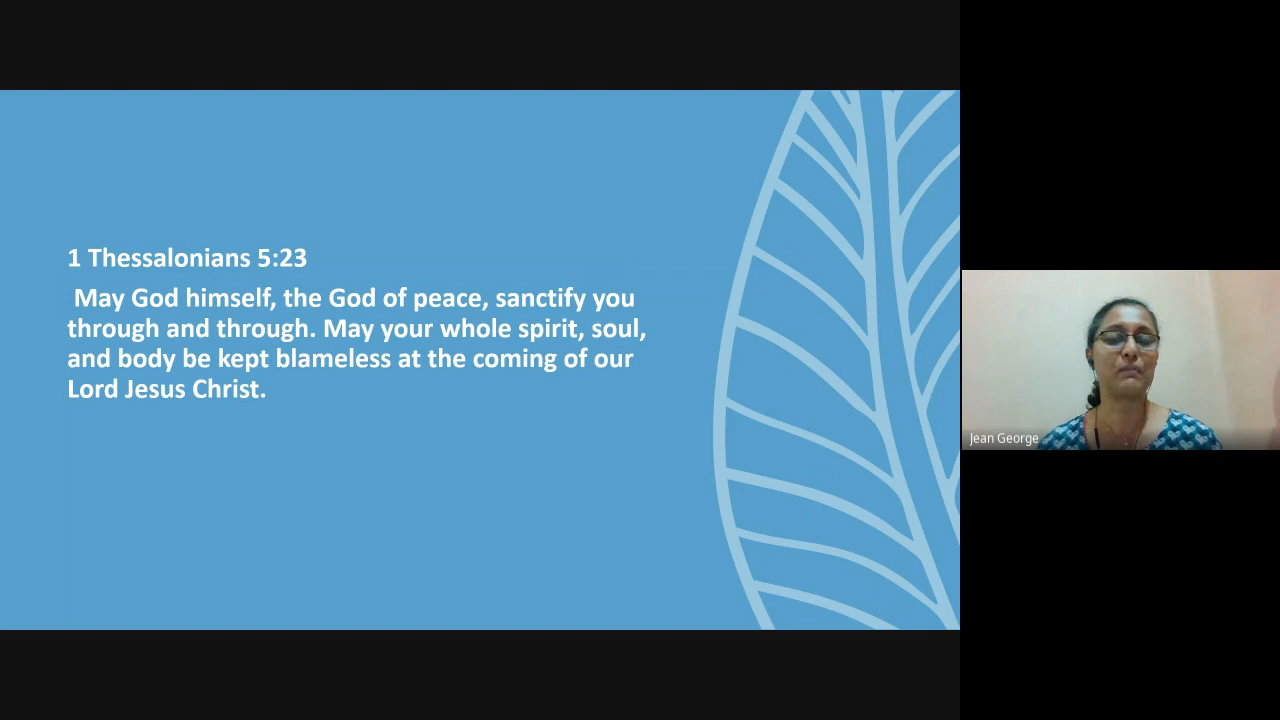 1 Thessalonians 5:23
May God himself, the God of peace, sanctify you
through and through. May your whole spirit, soul,
and body be kept blameless at the coming of our
Lord Jesus Christ.
Jean George